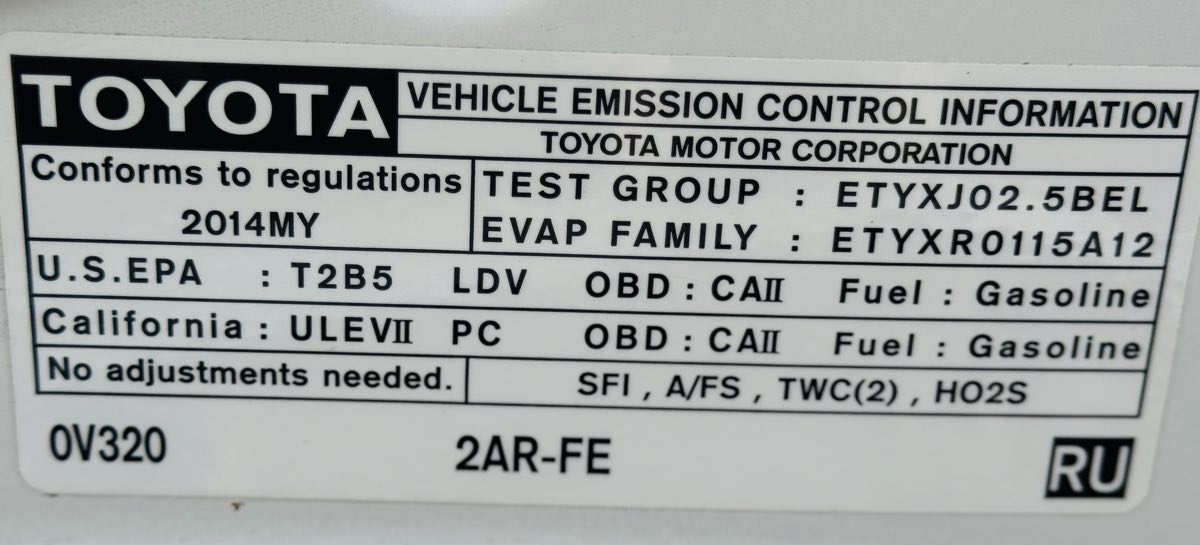 TOYOTA VEHICLE EMISSION CONTROL INFORMATION
TOYOTA MOTOR CORPORATION
Conforms to regulations
2014MY
TEST GROUP : ETYXJ02.5BEL
EVAP FAMILY : ETYXR0115A12
U.S.EPA : T2B5 LDV OBD : CAII Fuel : Gasoline
California : ULEVII PC OBD : CAII Fuel : Gasoline
No adjustments needed. SFI , A/FS , TWC(2) , HO2S
0V320 2AR-FE RU